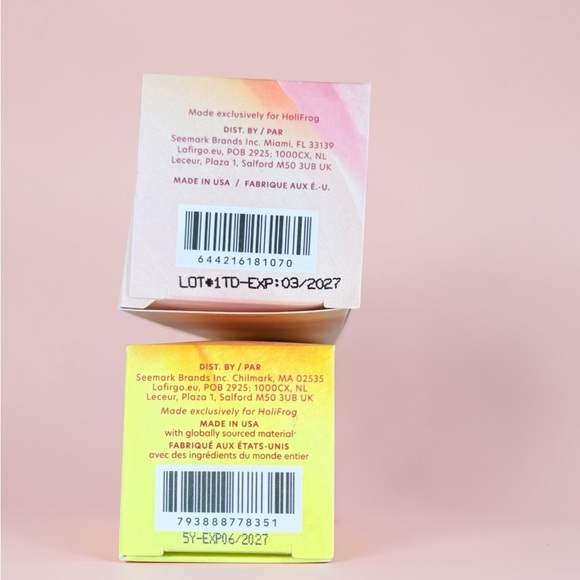 Made exclusively for HoliFrog
DIST. BY / PAR
Seemark Brands Inc. Miami, FL 33139
Lafirgo.eu, POB 2925; 1000CX, NL
Leceur, Plaza 1, Salford M50 3UB UK
MADE IN USA / FABRIQUE AUX É.-U.
644216181070
LOT#1TD-EXP:03/2027
DIST. BY / PAR
Seemark Brands Inc. Chilmark, MA 02535
Lafirgo.eu, POB 2925; 1000CX, NL
Leceur, Plaza 1, Salford M50 3UB UK
Made exclusively for HoliFrog
MADE IN USA
with globally sourced material
FABRIQUÉ AUX ÉTATS-UNIS
avec des ingrédients du monde entier
793888778351
5Y-EXP06/2027